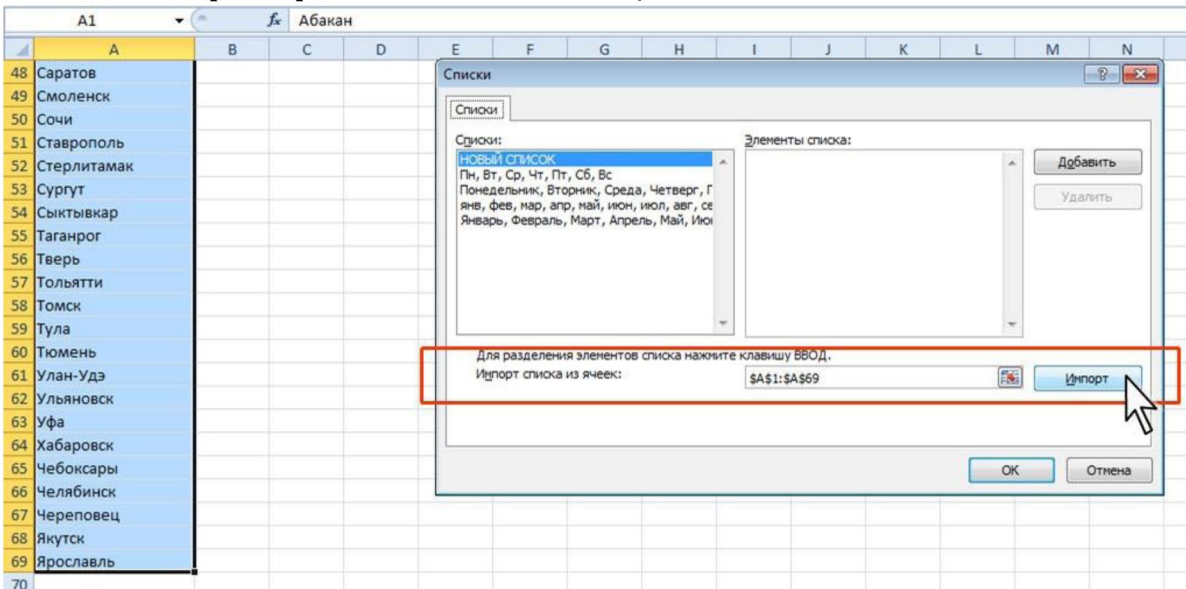 A1 fx Абакан
A B C D E F G H I J K L M N
48 Саратов
49 Смоленск
50 Сочи
51 Ставрополь
52 Стерлитамак
53 Сургут
54 Сыктывкар
55 Таганрог
56 Тверь
57 Тольятти
58 Томск
59 Тула
60 Тюмень
61 Улан-Удэ
62 Ульяновск
63 Уфа
64 Хабаровск
65 Чебоксары
66 Челябинск
67 Череповец
68 Якутск
69 Ярославль
70
Списки
Списки
Списки:
НОВЫЙ СПИСОК
Пн, Вт, Ср, Чт, Пт, Сб, Вс
Понедельник, Вторник, Среда, Четверг, П
янв, фев, мар, апр, май, июн, июл, авг, се
Январь, Февраль, Март, Апрель, Май, Июн
Элементы списка:
Добавить
Удалить
Для разделения элементов списка нажмите клавишу ВВОД.
Импорт списка из ячеек:
$A$1:$A$69
Импорт
ОК
Отмена